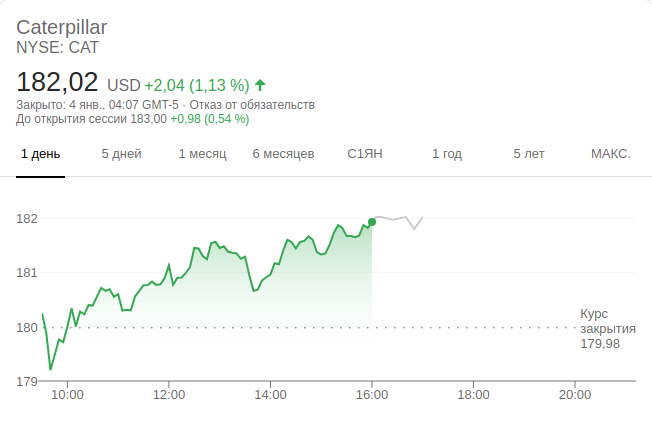 Caterpillar
NYSE: CAT
182,02 USD +2,04 (1,13 %)
Закрыто: 4 янв., 04:07 GMT-5 · Отказ от обязательств
До открытия сессии 183,00 +0,98 (0,54 %)
1 день 5 дней 1 месяц 6 месяцев С1ЯН 1 год 5 лет МАКС.
182
181
180
179
Курс
закрытия
179,98
10:00 12:00 14:00 16:00 18:00 20:00